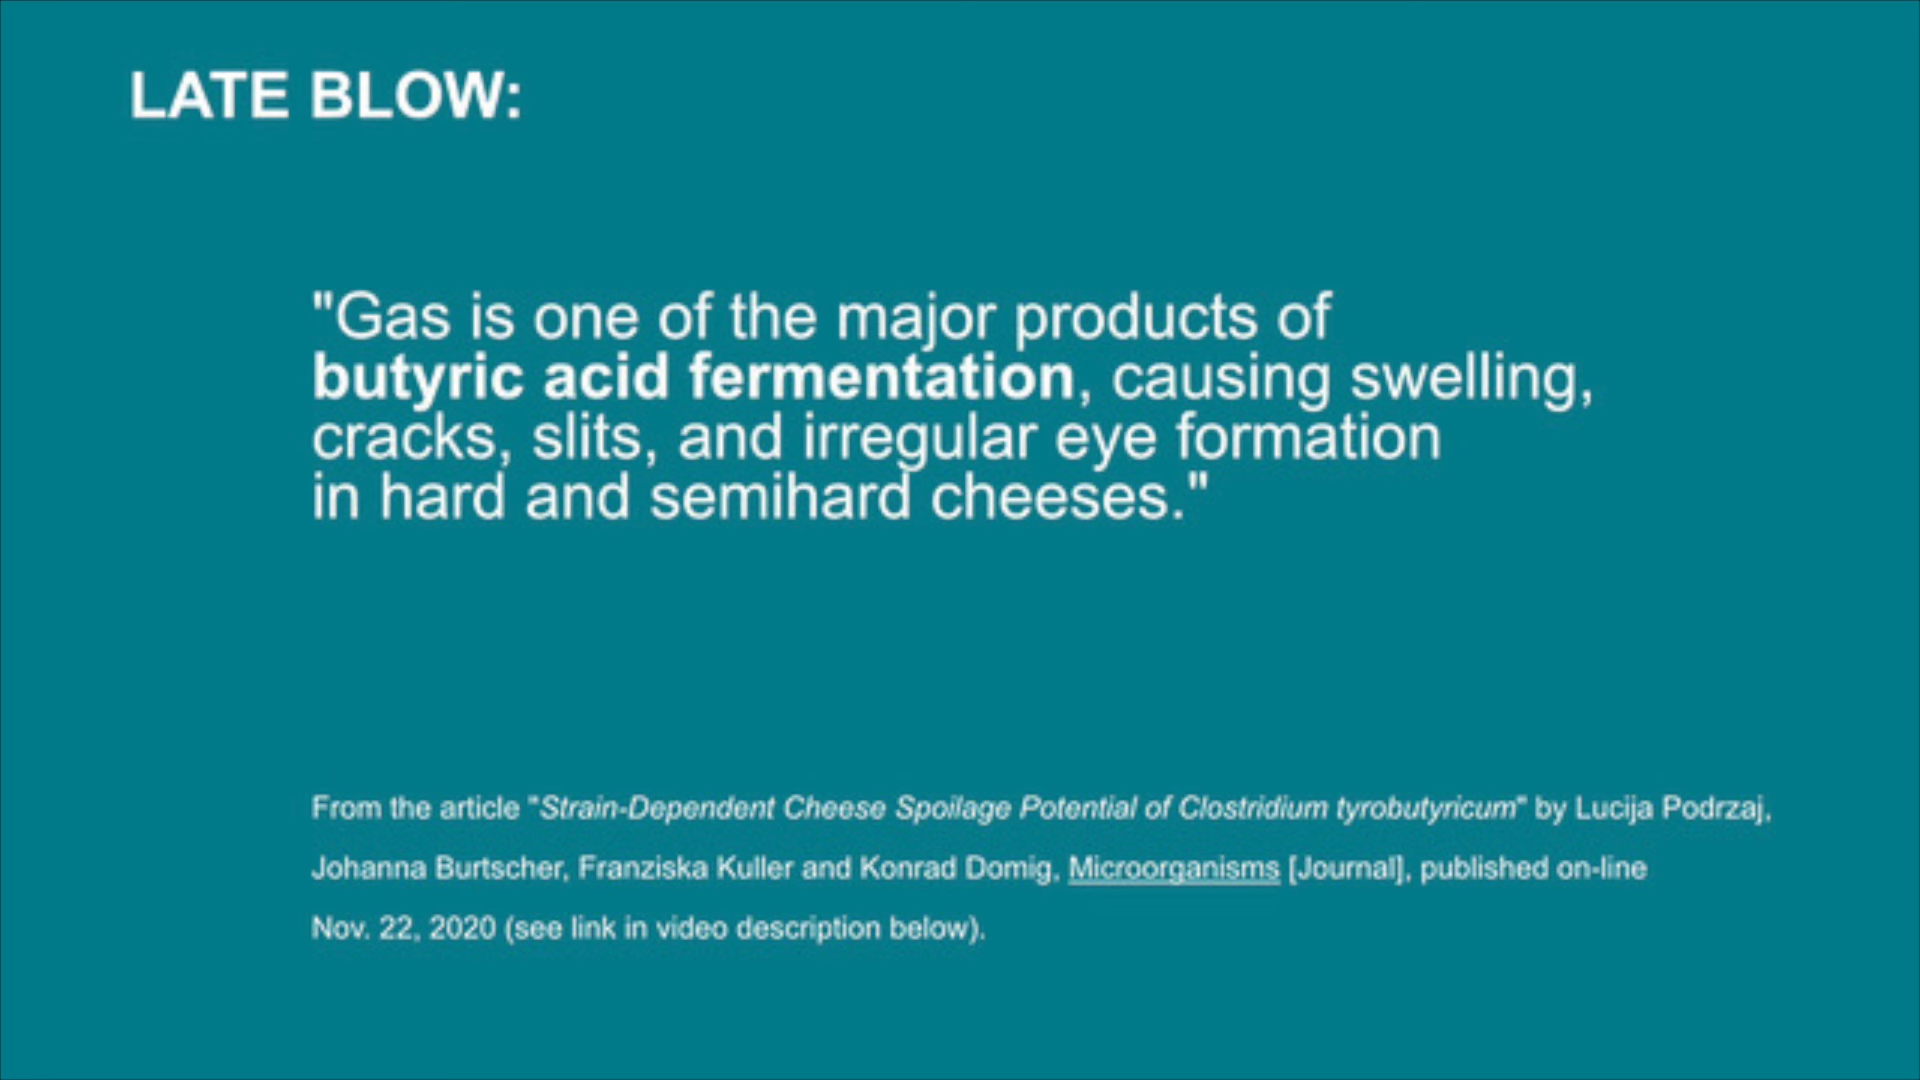 LATE BLOW:
"Gas is one of the major products of
butyric acid fermentation, causing swelling,
cracks, slits, and irregular eye formation
in hard and semihard cheeses."
From the article "Strain-Dependent Cheese Spoilage Potential of Clostridium tyrobutyricum" by Lucija Podrzaj,
Johanna Burtscher, Franziska Kuller and Konrad Domig, Microorganisms [Journal], published on-line
Nov. 22, 2020 (see link in video description below).